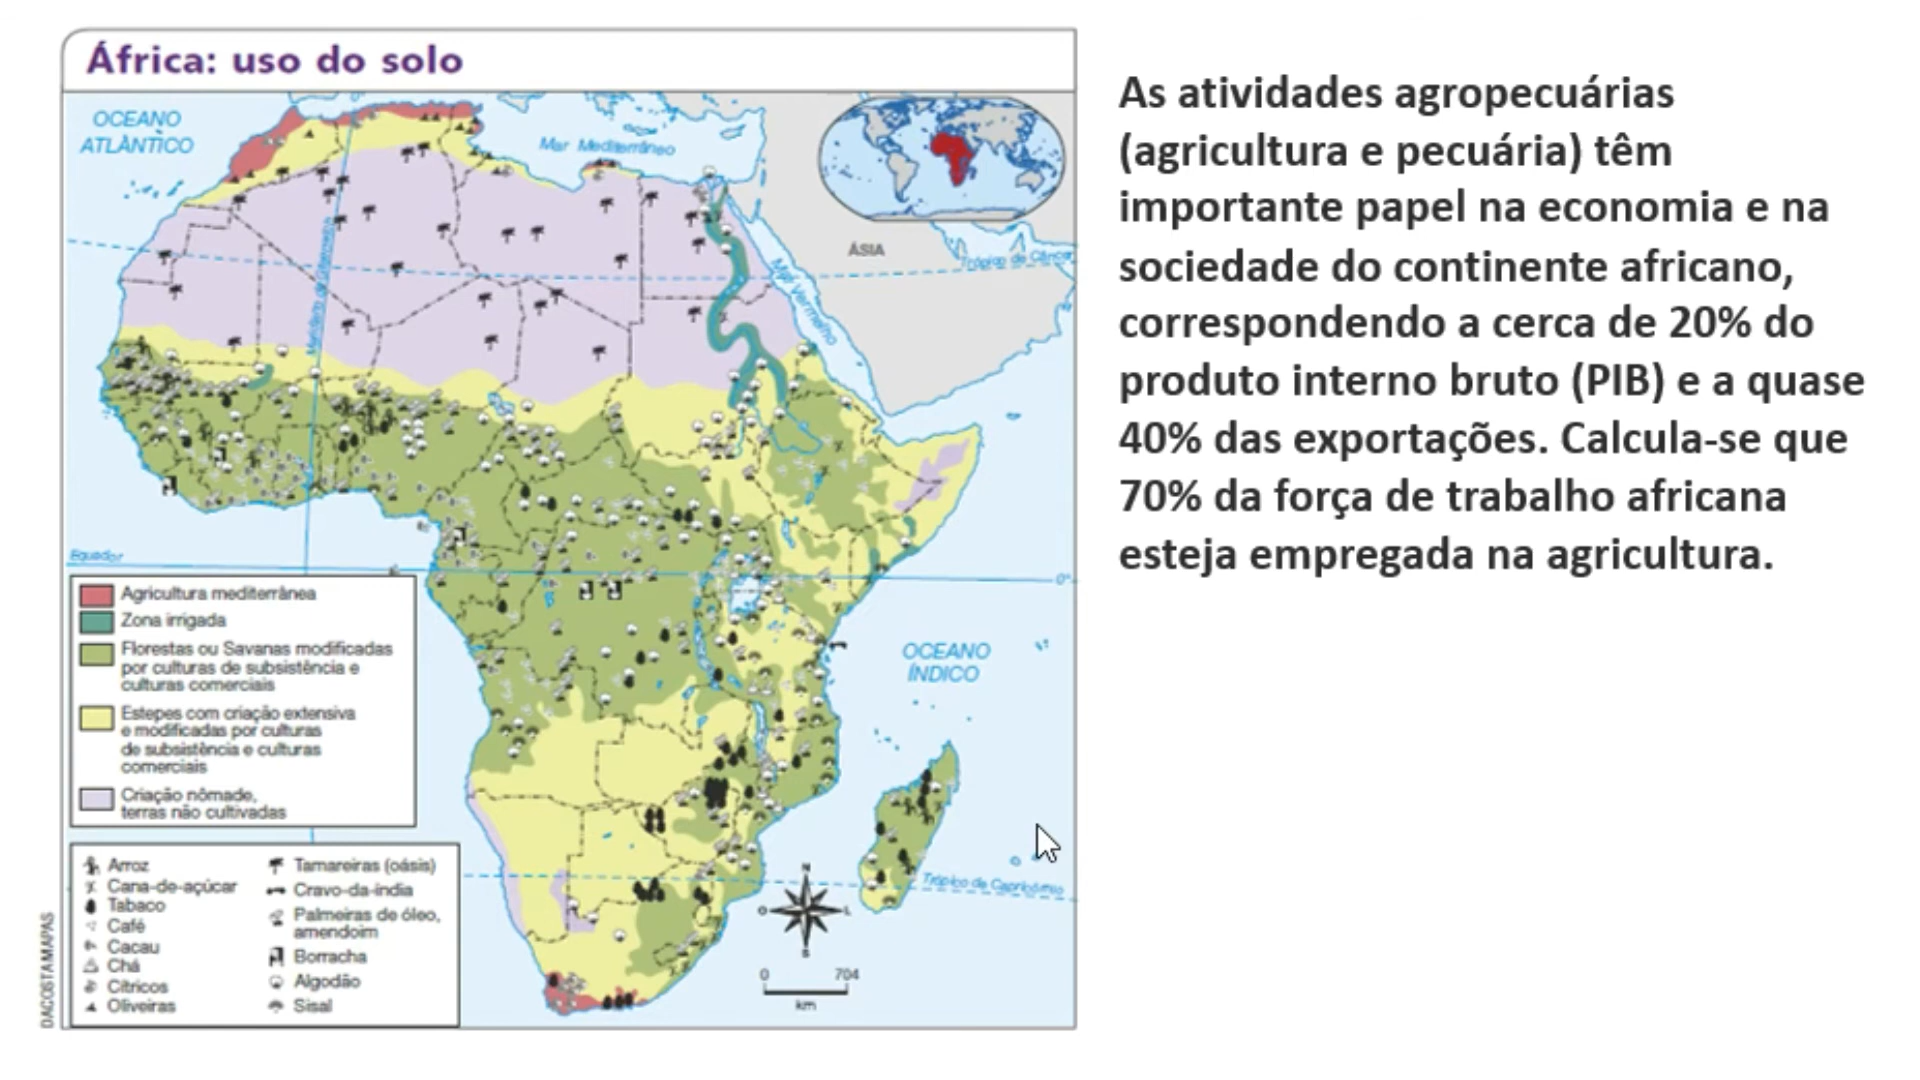 África: uso do solo
OCEANO
ATLÂNTICO
Mar Mediterrâneo
ÁSIA
Trópico de Câncer
Mar Vermelho
Meridiano de Greenwich
Equador
0°
OCEANO
ÍNDICO
Trópico de Capricórnio
Agricultura mediterrânea
Zona irrigada
Florestas ou Savanas modificadas
por culturas de subsistência e
culturas comerciais
Estepes com criação extensiva
e modificadas por culturas
de subsistência e culturas
comerciais
Criação nômade,
terras não cultivadas
Arroz
Cana-de-açúcar
Tabaco
Café
Cacau
Chá
Cítricos
Oliveiras
Tamareiras (oásis)
Cravo-da-índia
Palmeiras de óleo,
amendoim
Borracha
Algodão
Sisal
N
O
L
S
0 704
km
DACOSTAMAPAS
As atividades agropecuárias
(agricultura e pecuária) têm
importante papel na economia e na
sociedade do continente africano,
correspondendo a cerca de 20% do
produto interno bruto (PIB) e a quase
40% das exportações. Calcula-se que
70% da força de trabalho africana
esteja empregada na agricultura.